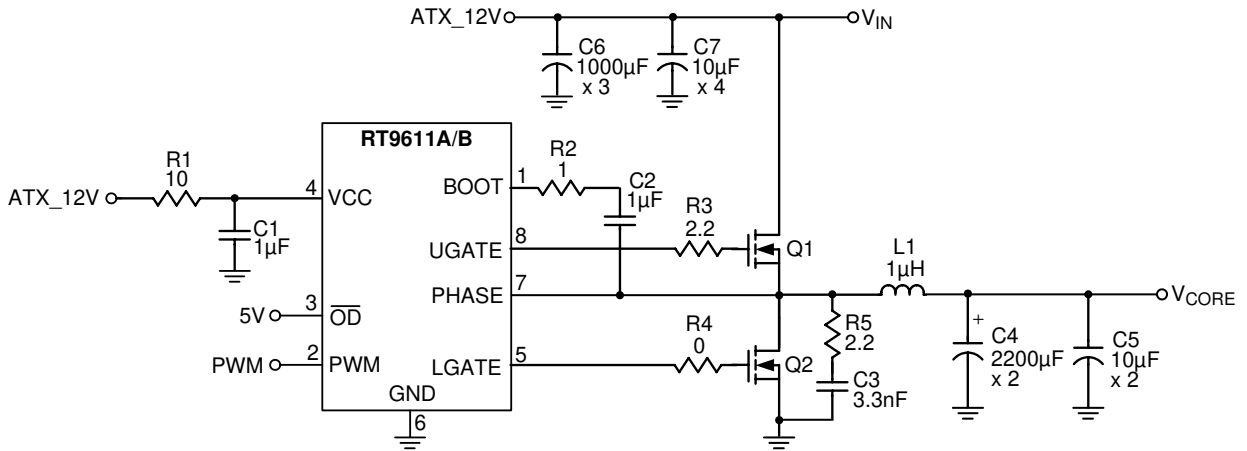 ATX_12V
V_IN
C6
1000µF
x 3
C7
10µF
x 4
RT9611A/B
R1
10
ATX_12V
4
VCC
C1
1µF
BOOT
1
R2
1
C2
1µF
UGATE
8
R3
2.2
Q1
PHASE
7
L1
1µH
V_CORE
5V
3
OD
PWM
2
PWM
LGATE
5
R4
0
Q2
R5
2.2
C3
3.3nF
+
C4
2200µF
x 2
C5
10µF
x 2
GND
6